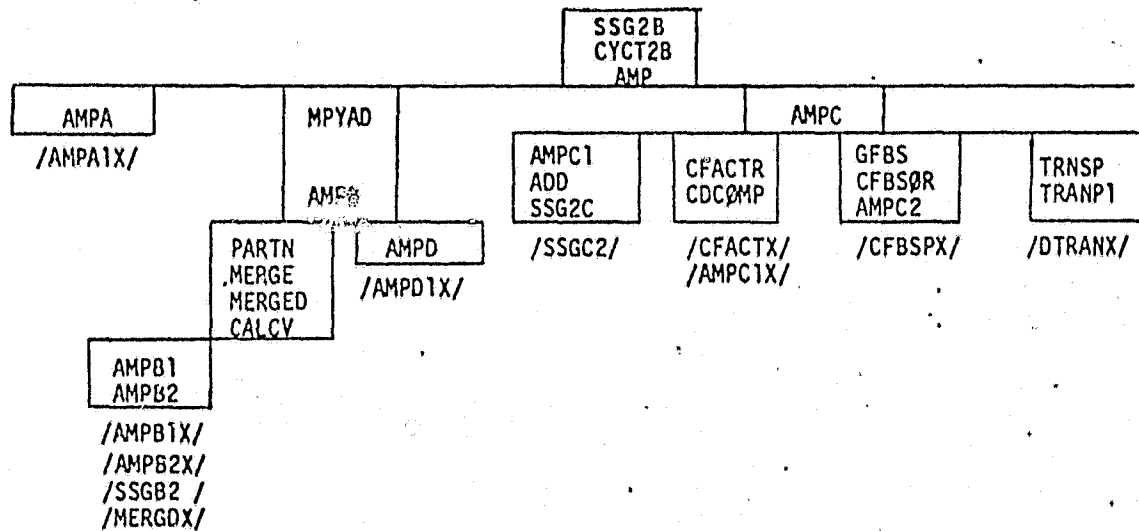 SSG2B
CYCT2B
AMP
AMPA
/AMPA1X/
MPYAD
AMPB
AMPC
AMPC1
ADD
SSG2C
/SSGC2/
CFACTR
CDCØMP
/CFACTX/
/AMPC1X/
GFBS
CFBSØR
AMPC2
/CFBSPX/
TRNSP
TRANP1
/DTRANX/
PARTN
MERGE
MERGED
CALCV
AMPD
/AMPD1X/
AMPB1
AMPB2
/AMPB1X/
/AMPB2X/
/SSGB2 /
/MERGDX/